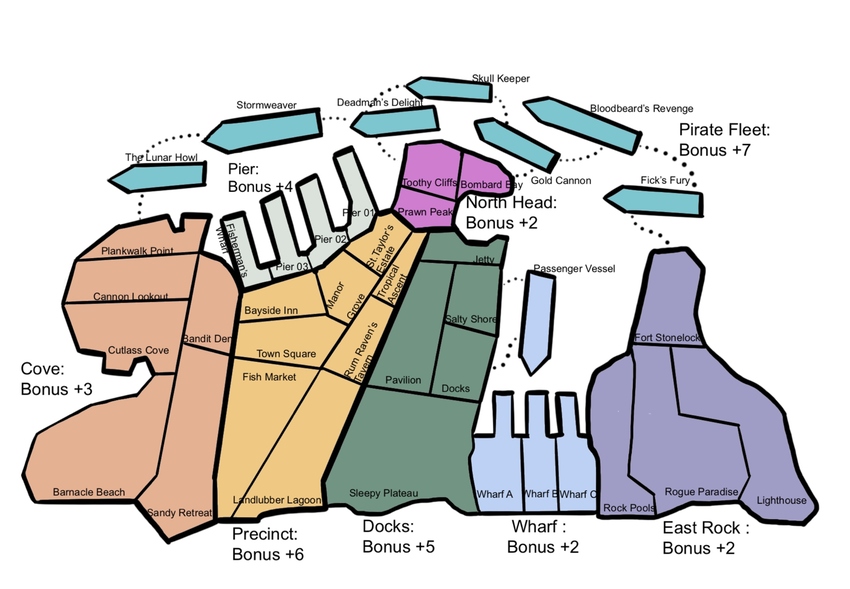 Skull Keeper
Deadman's Delight
Stormweaver
Bloodbeard's Revenge
Pirate Fleet:
Bonus +7
The Lunar Howl
Pier:
Bonus +4
Gold Cannon
Fick's Fury
Toothy Cliffs
Bombard Bay
North Head:
Bonus +2
Prawn Peak
Pier 01
Pier 02
Pier 03
Fisherman's
Wharf
St.Taylor's
Estate
Tropical
Ascent
Plankwalk Point
Jetty
Passenger Vessel
Cannon Lookout
Manor
Grove
Bayside Inn
Salty Shore
Bandit Den
Fort Stonelock
Cutlass Cove
Town Square
Rum Raven's
Tavern
Cove:
Bonus +3
Fish Market
Pavilion
Docks
Barnacle Beach
Landlubber Lagoon
Sleepy Plateau
Wharf A
Wharf B
Wharf C
Rogue Paradise
Lighthouse
Rock Pools
Sandy Retreat
Precinct:
Bonus +6
Docks:
Bonus +5
Wharf :
Bonus +2
East Rock :
Bonus +2